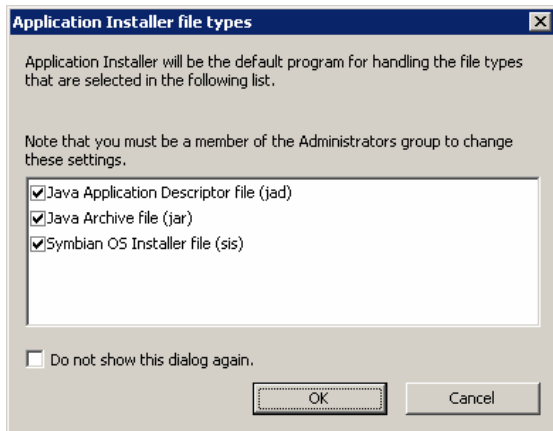 Application Installer file types
Application Installer will be the default program for handling the file types
that are selected in the following list.
Note that you must be a member of the Administrators group to change
these settings.
Java Application Descriptor file (jad)
Java Archive file (jar)
Symbian OS Installer file (sis)
Do not show this dialog again.
OK Cancel